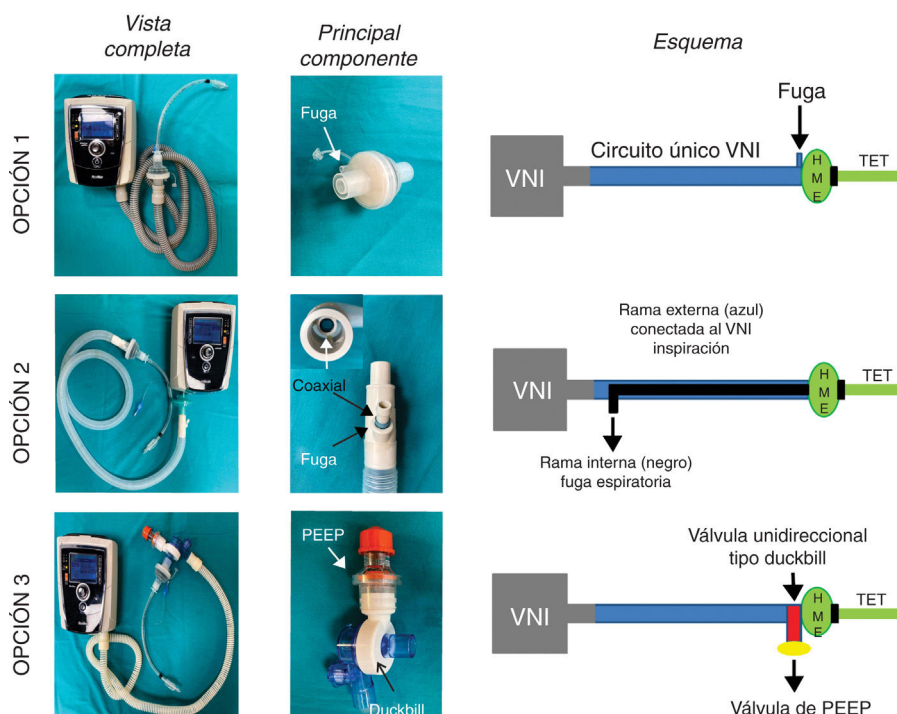 Vista
completa
Principal
componente
Esquema
OPCIÓN 1
Fuga
Fuga
Circuito único VNI
VNI
H
M
E
TET
OPCIÓN 2
Coaxial
Fuga
Rama externa (azul)
conectada al VNI
inspiración
VNI
H
M
E
TET
Rama interna (negro)
fuga espiratoria
OPCIÓN 3
PEEP
Duckbill
Válvula unidireccional
tipo duckbill
VNI
H
M
E
TET
Válvula de PEEP